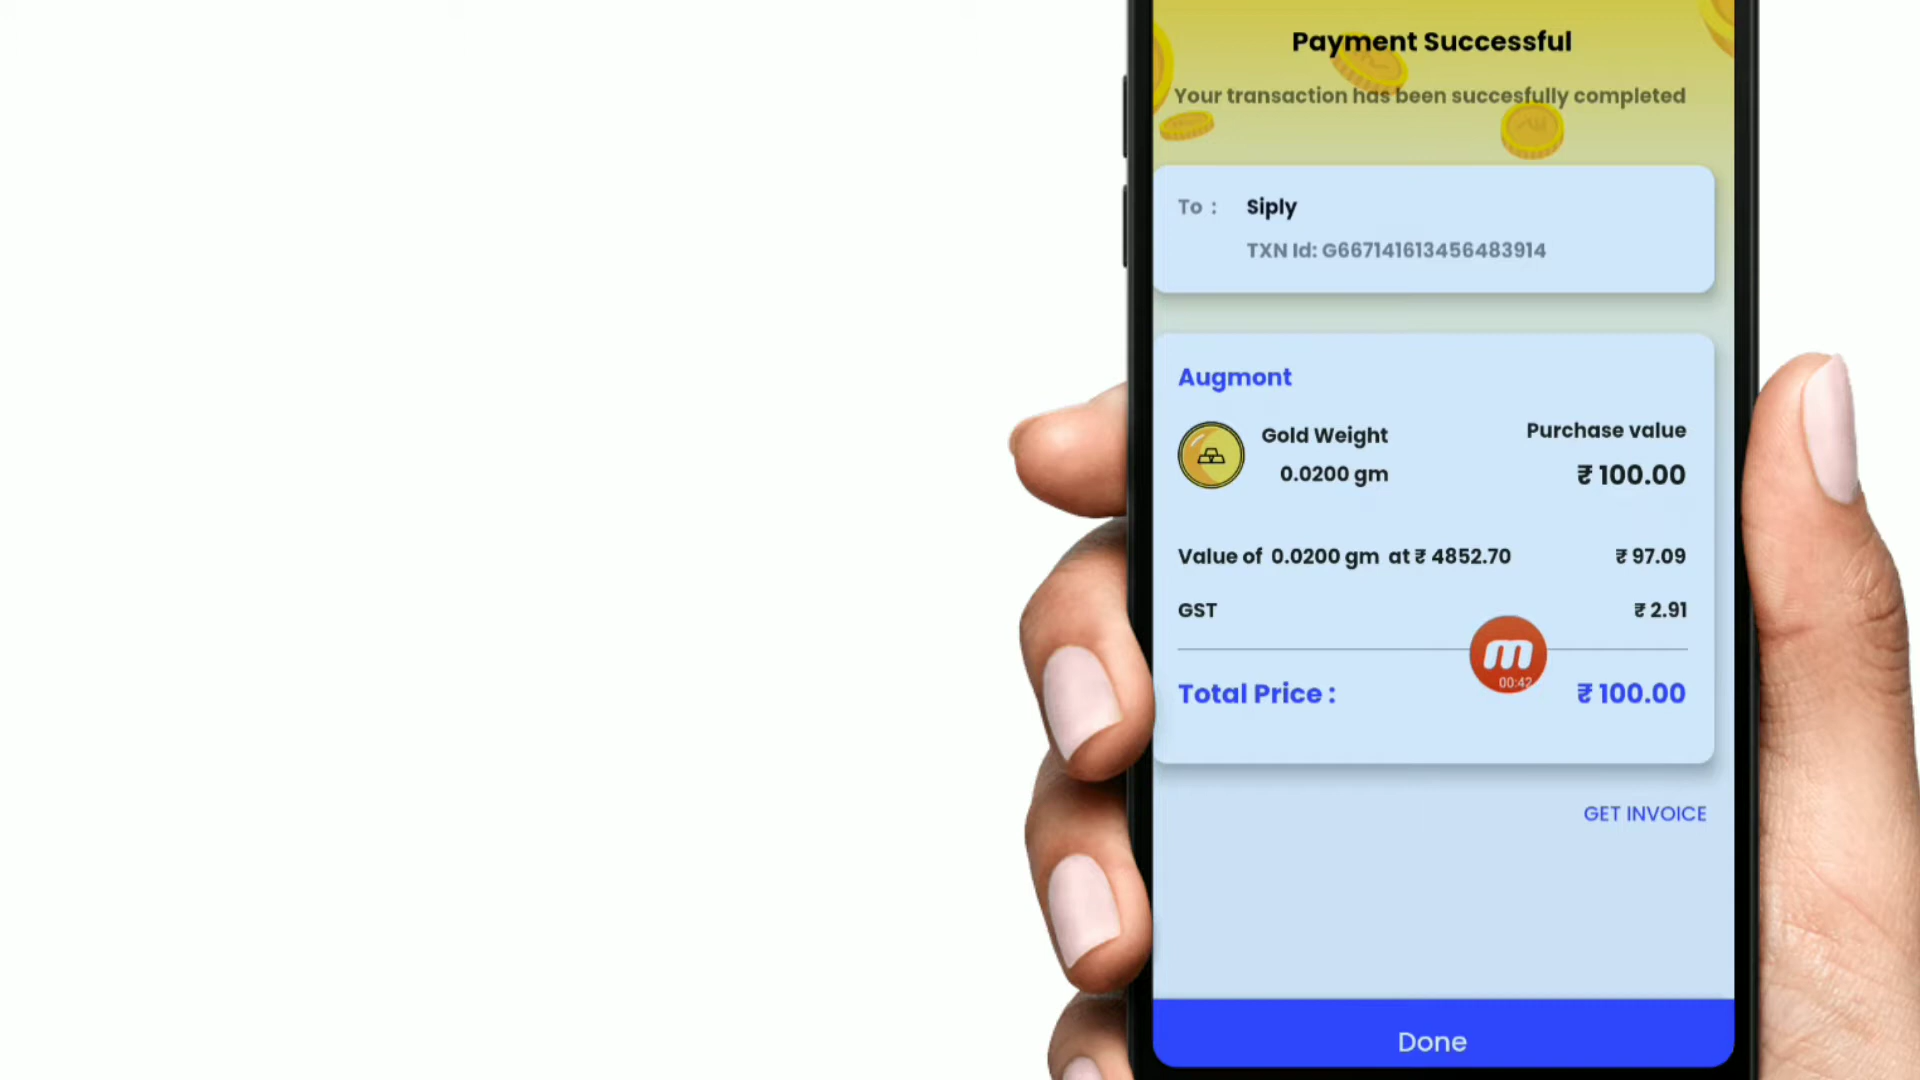 Payment Successful
Your transaction has been succesfully completed
To : Siply
TXN Id: G667141613456483914
Augmont
Gold Weight
0.0200 gm
Purchase value
₹ 100.00
Value of 0.0200 gm at ₹ 4852.70 ₹ 97.09
GST ₹ 2.91
m
00:42
Total Price : ₹ 100.00
GET INVOICE
Done